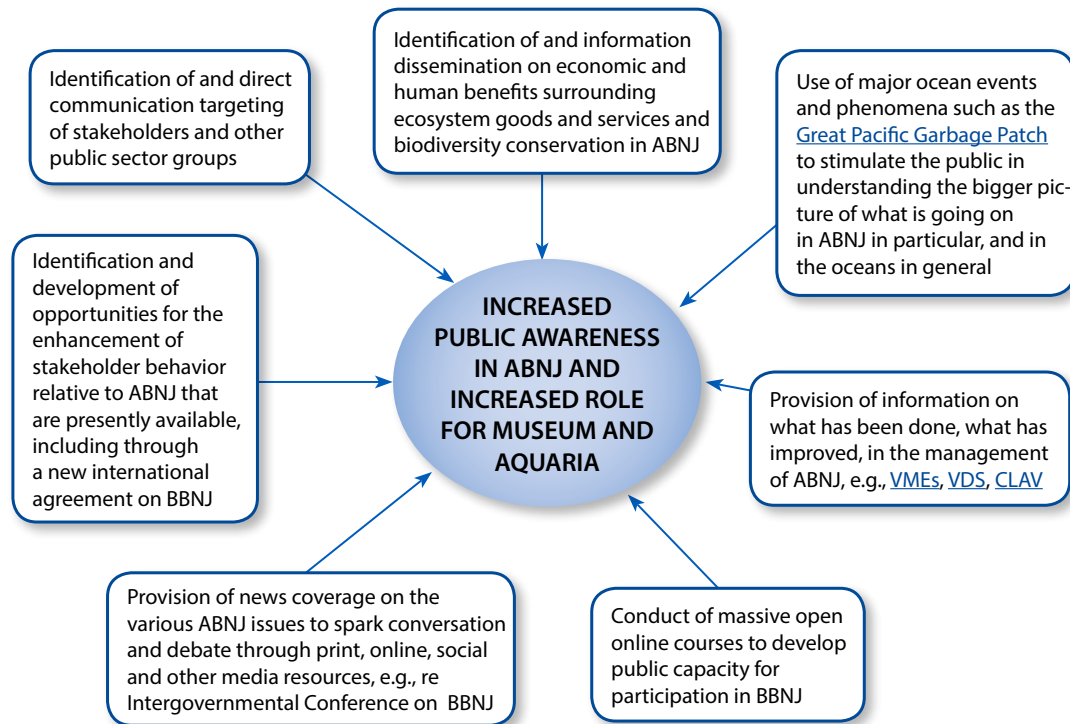 Identification of and direct
communication targeting
of stakeholders and other
public sector groups
Identification of and information
dissemination on economic and
human benefits surrounding
ecosystem goods and services and
biodiversity conservation in ABNJ
Use of major ocean events
and phenomena such as the
Great Pacific Garbage Patch
to stimulate the public in
understanding the bigger pic-
ture of what is going on
in ABNJ in particular, and in
the oceans in general
Identification and
development of
opportunities for the
enhancement of
stakeholder behavior
relative to ABNJ that
are presently available,
including through
a new international
agreement on BBNJ
INCREASED
PUBLIC AWARENESS
IN ABNJ AND
INCREASED ROLE
FOR MUSEUM AND
AQUARIA
Provision of information on
what has been done, what has
improved, in the management
of ABNJ, e.g., VMEs, VDS, CLAV
Provision of news coverage on the
various ABNJ issues to spark conversation
and debate through print, online, social
and other media resources, e.g., re
Intergovernmental Conference on BBNJ
Conduct of massive open
online courses to develop
public capacity for
participation in BBNJ